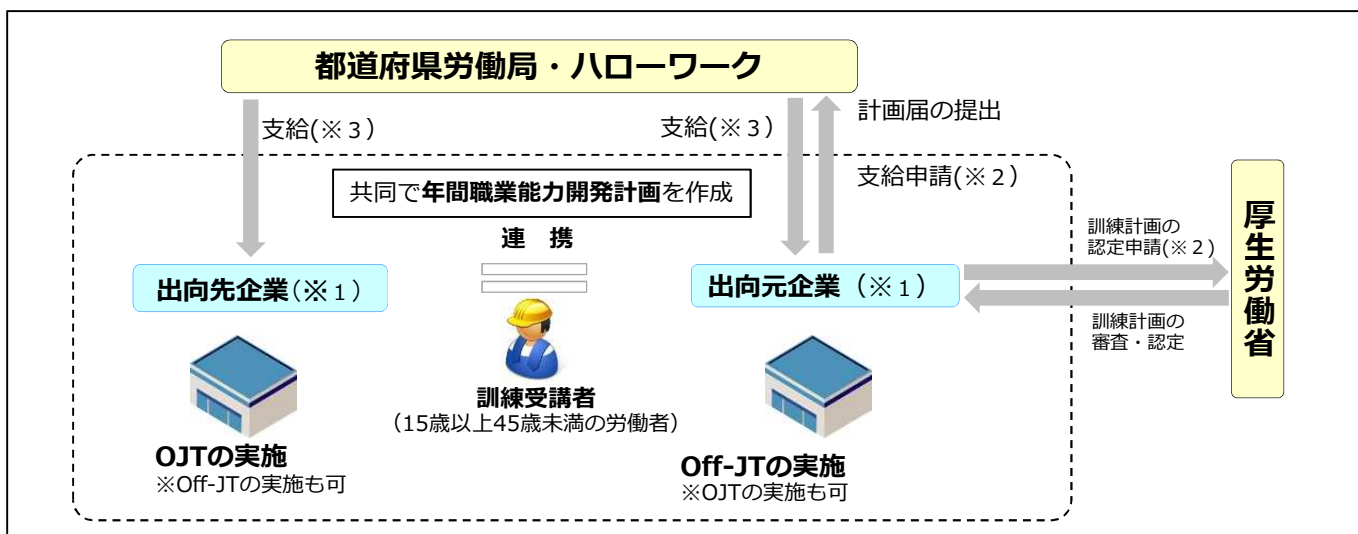 都道府県労働局・ハローワーク
支給(※３)
支給(※３)
計画届の提出
支給申請(※２)
共同で年間職業能力開発計画を作成
連　携
出向先企業(※１)
出向元企業（※１）
訓練計画の
認定申請(※２)
訓練計画の
審査・認定
厚生労働省
訓練受講者
（15歳以上45歳未満の労働者）
OJTの実施
※Off-JTの実施も可
Off-JTの実施
※OJTの実施も可